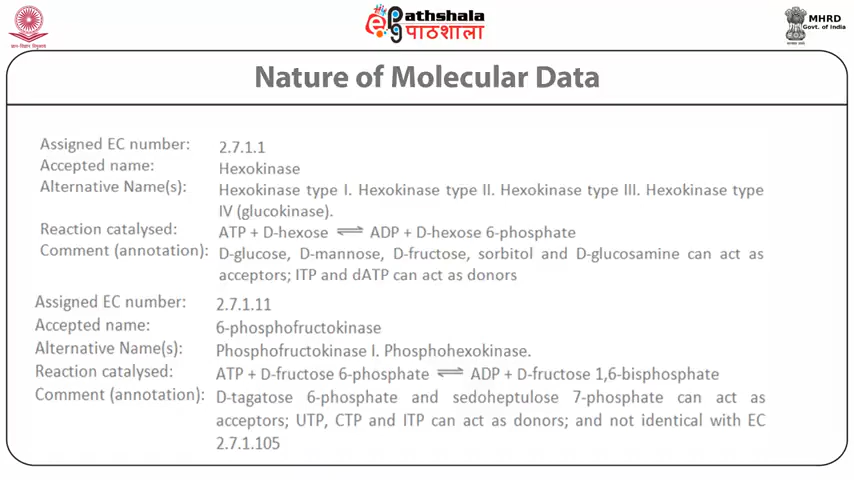 Pathshala
पाठशाला
MHRD
Govt. of India
Nature of Molecular Data
Assigned EC number: 2.7.1.1
Accepted name: Hexokinase
Alternative Name(s): Hexokinase type I. Hexokinase type II. Hexokinase type III. Hexokinase type
IV (glucokinase).
Reaction catalysed: ATP + D-hexose ⇌ ADP + D-hexose 6-phosphate
Comment (annotation): D-glucose, D-mannose, D-fructose, sorbitol and D-glucosamine can act as
acceptors; ITP and dATP can act as donors
Assigned EC number: 2.7.1.11
Accepted name: 6-phosphofructokinase
Alternative Name(s): Phosphofructokinase I. Phosphohexokinase.
Reaction catalysed: ATP + D-fructose 6-phosphate ⇌ ADP + D-fructose 1,6-bisphosphate
Comment (annotation): D-tagatose 6-phosphate and sedoheptulose 7-phosphate can act as
acceptors; UTP, CTP and ITP can act as donors; and not identical with EC
2.7.1.105